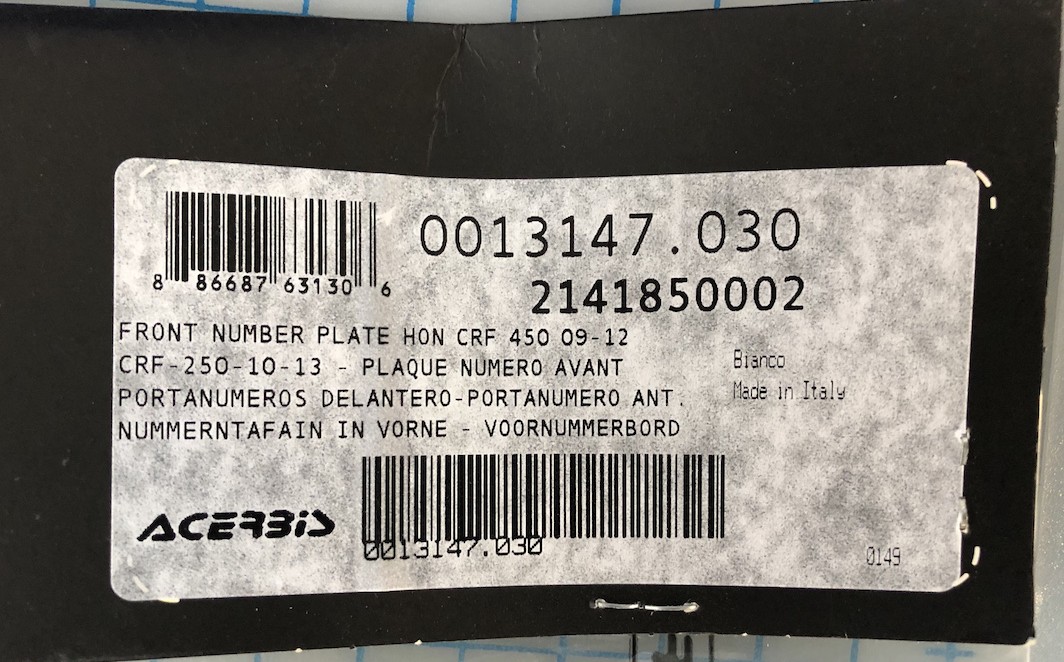 0013147.030
8 86687 63130 6
2141850002
FRONT NUMBER PLATE HON CRF 450 09-12
CRF-250-10-13 - PLAQUE NUMERO AVANT
PORTANUMEROS DELANTERO-PORTANUMERO ANT.
NUMMERNTAFAIN IN VORNE - VOORNUMMERBORD
Bianco
Made in Italy
ACERBIS
0013147.030
0149